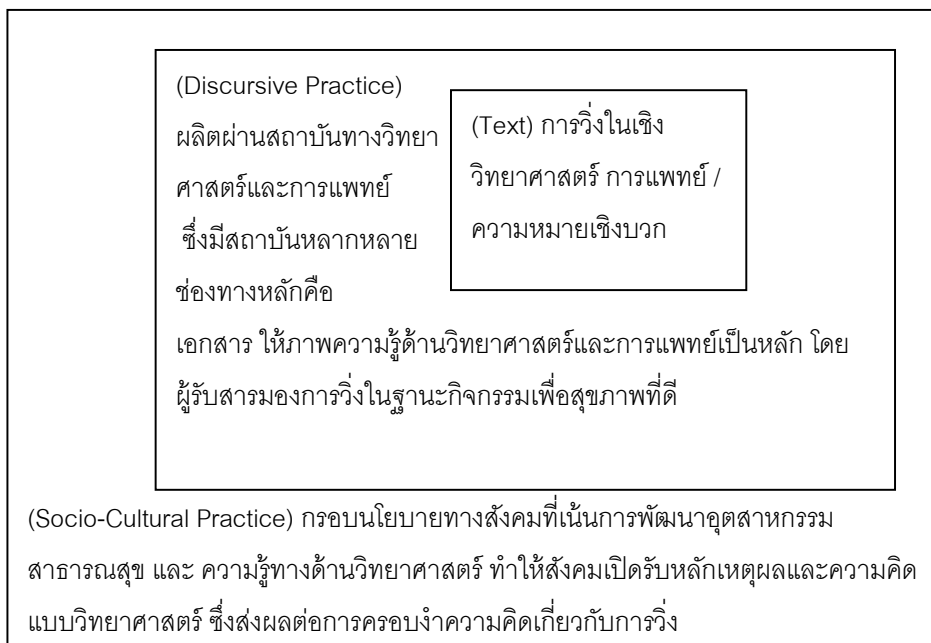 (Discursive Practice)
ผลิตผ่านสถาบันทางวิทยา
ศาสตร์และการแพทย์
ซึ่งมีสถาบันหลากหลาย
ช่องทางหลักคือ
(Text) การวิ่งในเชิง
วิทยาศาสตร์ การแพทย์ /
ความหมายเชิงบวก
เอกสาร ให้ภาพความรู้ด้านวิทยาศาสตร์และการแพทย์เป็นหลัก โดย
ผู้รับสารมองการวิ่งในฐานะกิจกรรมเพื่อสุขภาพที่ดี
(Socio-Cultural Practice) กรอบนโยบายทางสังคมที่เน้นการพัฒนาอุตสาหกรรม
สาธารณสุข และ ความรู้ทางด้านวิทยาศาสตร์ ทำให้สังคมเปิดรับหลักเหตุผลและความคิด
แบบวิทยาศาสตร์ ซึ่งส่งผลต่อการครอบงำความคิดเกี่ยวกับการวิ่ง